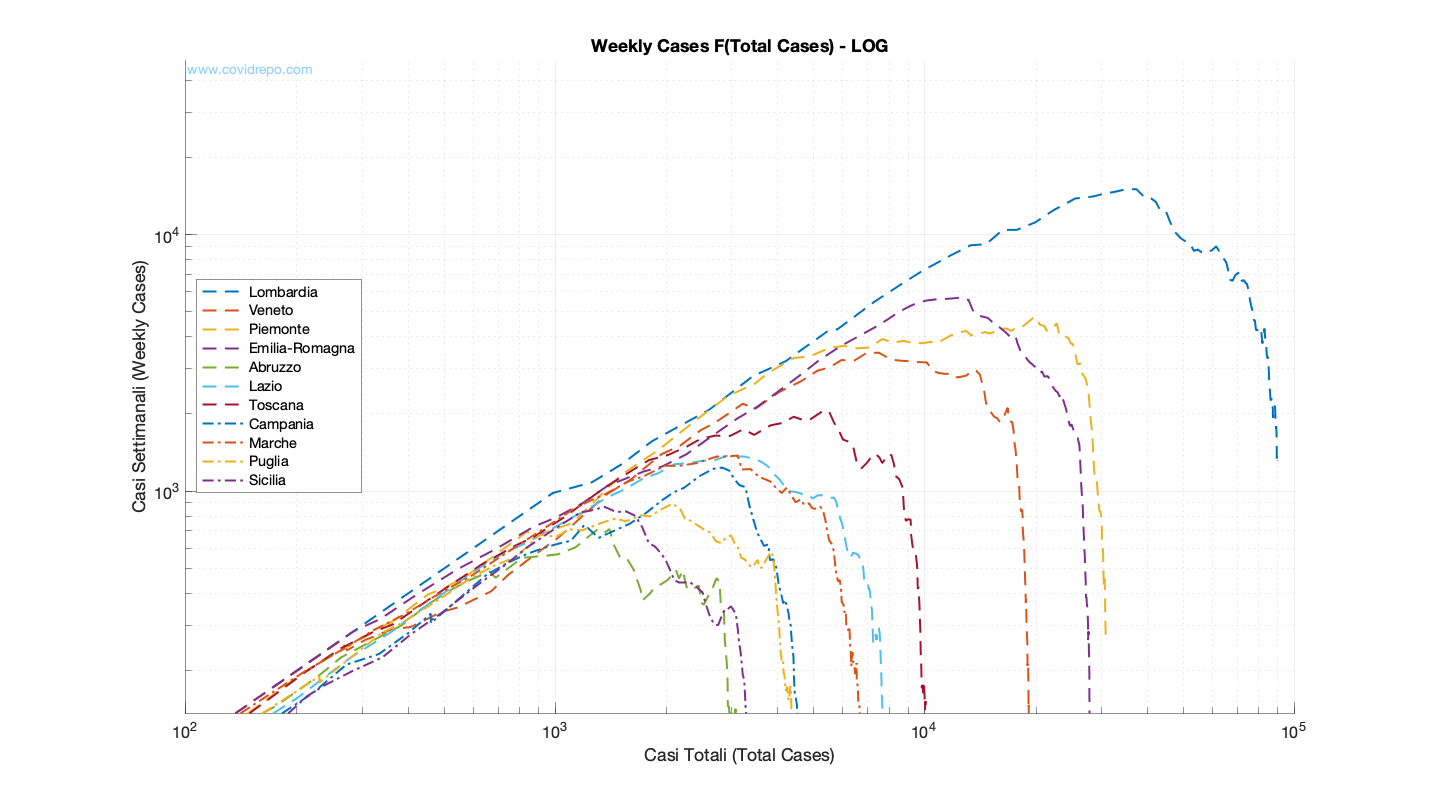 Weekly Cases F(Total Cases) - LOG
www.covidrepo.com
Casi Settimanali (Weekly Cases)
10^4
10^3
Lombardia
Veneto
Piemonte
Emilia-Romagna
Abruzzo
Lazio
Toscana
Campania
Marche
Puglia
Sicilia
10^2
10^3
10^4
10^5
Casi Totali (Total Cases)